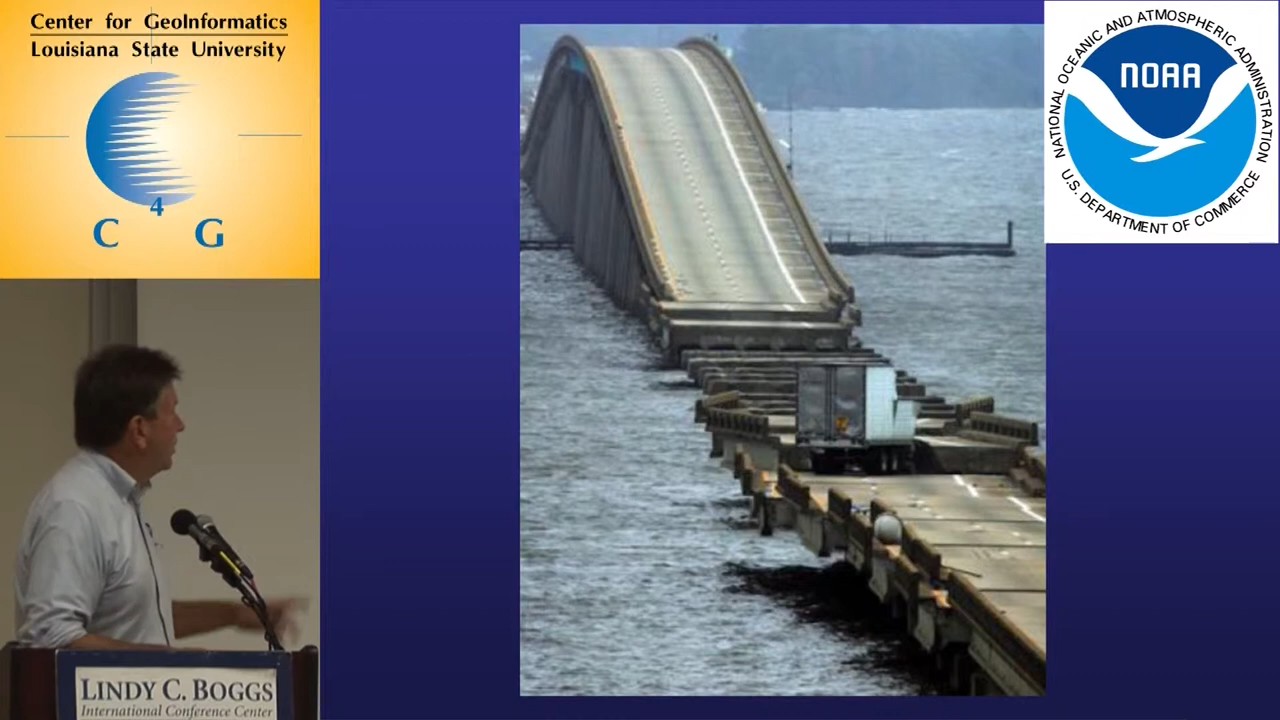 Center for GeoInformatics
Louisiana State University
C 4 G
NOAA
NATIONAL OCEANIC AND ATMOSPHERIC ADMINISTRATION
U.S. DEPARTMENT OF COMMERCE
LINDY C. BOGGS
International Conference Center